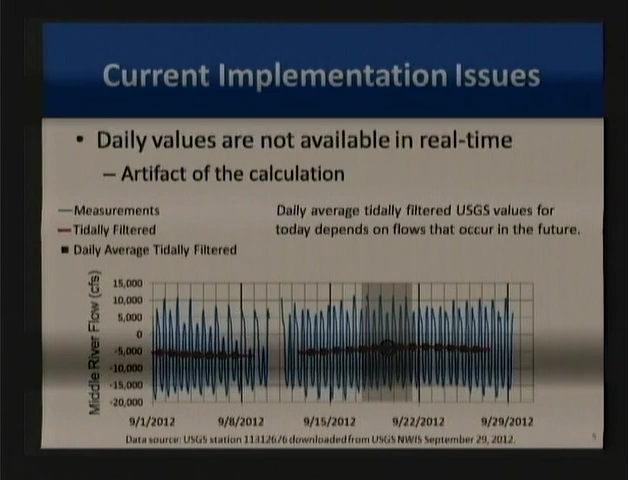 Current Implementation Issues
• Daily values are not available in real-time
– Artifact of the calculation
Measurements
Tidally Filtered
Daily Average Tidally Filtered
Daily average tidally filtered USGS values for
today depends on flows that occur in the future.
Middle River Flow (cfs)
15,000
10,000
5,000
0
-5,000
-10,000
-15,000
-20,000
9/1/2012 9/8/2012 9/15/2012 9/22/2012 9/29/2012
Data source: USGS station 11312676 downloaded from USGS NWIS September 29, 2012.